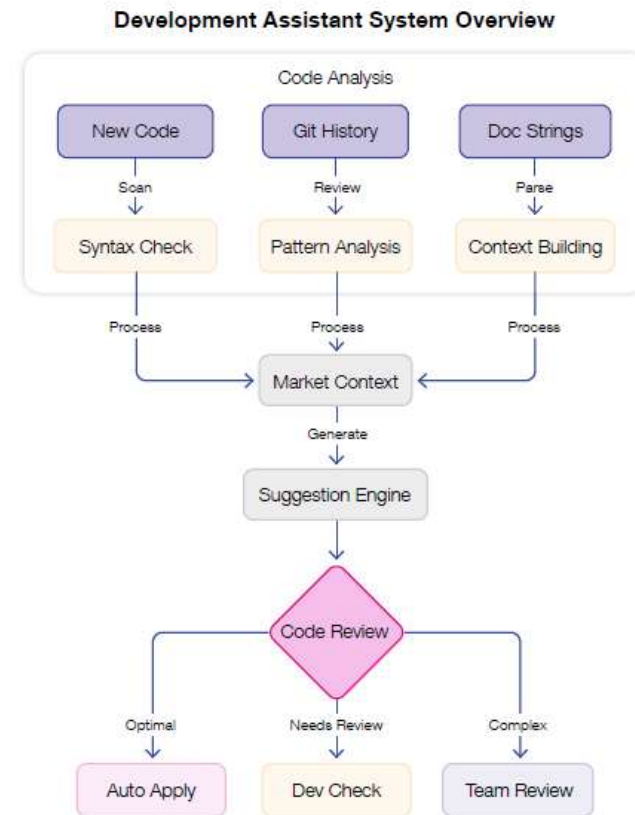 Development Assistant System Overview
Code Analysis
New Code
Git History
Doc Strings
Scan
Review
Parse
Syntax Check
Pattern Analysis
Context Building
Process
Process
Process
Market Context
Generate
Suggestion Engine
Code Review
Optimal
Needs Review
Complex
Auto Apply
Dev Check
Team Review